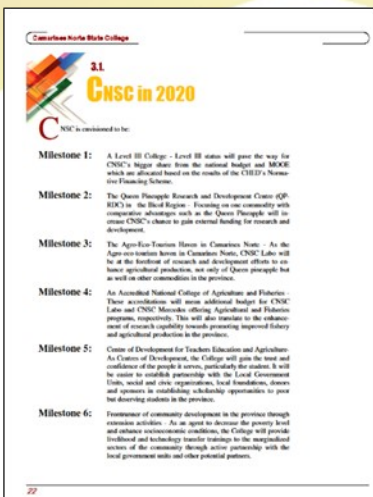 Camarines Norte State College
3.1.
CNSC in 2020
CNSC is envisioned to be:
Milestone 1: A Level III College - Level III status will pave the way for
CNSC's bigger share from the national budget and MOOE
which are allocated based on the results of the CHED's Norma-
tive Financing Scheme.
Milestone 2: The Queen Pineapple Research and Development Center (QP-
RDC) in the Bicol Region - Focusing on one commodity with
comparative advantages such as the Queen Pineapple will in-
crease CNSC's chance to gain external funding for research and
development.
Milestone 3: The Agro-Eco-Tourism Haven in Camarines Norte - As the
Agro-eco-tourism haven in Camarines Norte, CNSC Labo will
be at the forefront of research and development efforts to en-
hance agricultural production, not only of Queen pineapple but
as well on other commodities in the province.
Milestone 4: An Accredited National College of Agriculture and Fisheries -
These accreditations will mean additional budget for CNSC
Labo and CNSC Mercedes offering Agricultural and Fisheries
programs, respectively. This will also translate to the enhance-
ment of research capability towards promoting improved fishery
and agricultural production in the province.
Milestone 5: Centre of Development for Teachers Education and Agriculture-
As Centres of Development, the College will gain the trust and
confidence of the people it serves, particularly the student. It will
be easier to establish partnership with the Local Government
Units, social and civic organizations, local foundations, donors
and sponsors in establishing scholarship opportunities to poor
but deserving students in the province.
Milestone 6: Frontrunner of community development in the province through
extension activities - As an agent to decrease the poverty level
and enhance socioeconomic conditions, the College will provide
livelihood and technology transfer trainings to the marginalized
sectors of the community through active partnership with the
local government units and other potential partners.
22